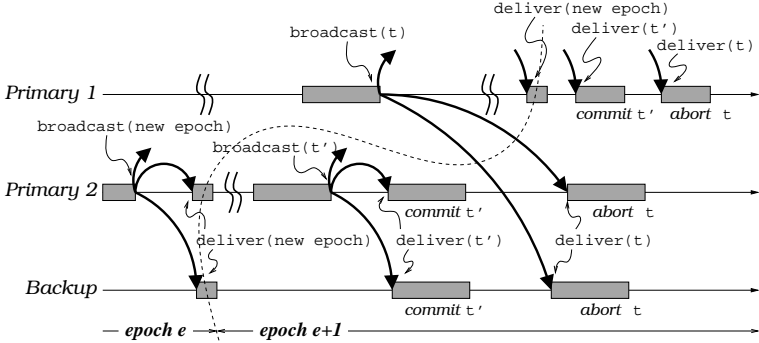 deliver(new epoch)
broadcast(t)
deliver(t')
deliver(t)
Primary 1
commit t' abort t
broadcast(new epoch)
broadcast(t')
Primary 2
commit t' abort t
deliver(new epoch) deliver(t') deliver(t)
Backup
commit t' abort t
epoch e epoch e+1